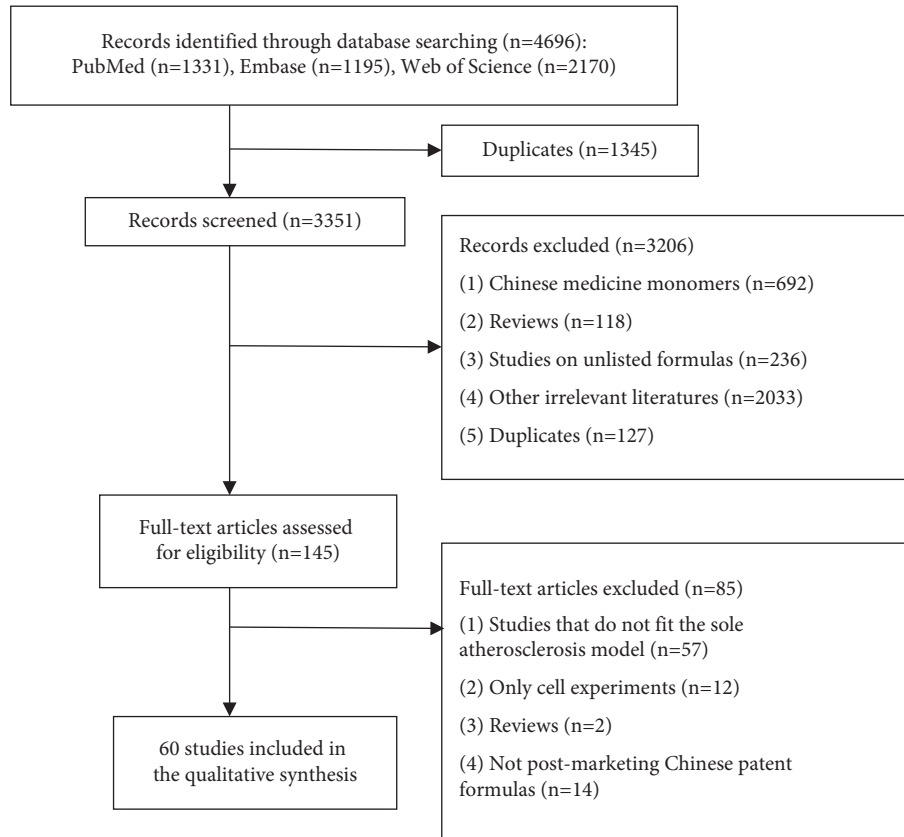 Records identified through database searching (n=4696):
PubMed (n=1331), Embase (n=1195), Web of Science (n=2170)
Duplicates (n=1345)
Records screened (n=3351)
Records excluded (n=3206)
(1) Chinese medicine monomers (n=692)
(2) Reviews (n=118)
(3) Studies on unlisted formulas (n=236)
(4) Other irrelevant literatures (n=2033)
(5) Duplicates (n=127)
Full-text articles assessed
for eligibility (n=145)
Full-text articles excluded (n=85)
(1) Studies that do not fit the sole
atherosclerosis model (n=57)
(2) Only cell experiments (n=12)
(3) Reviews (n=2)
(4) Not post-marketing Chinese patent
formulas (n=14)
60 studies included in
the qualitative synthesis